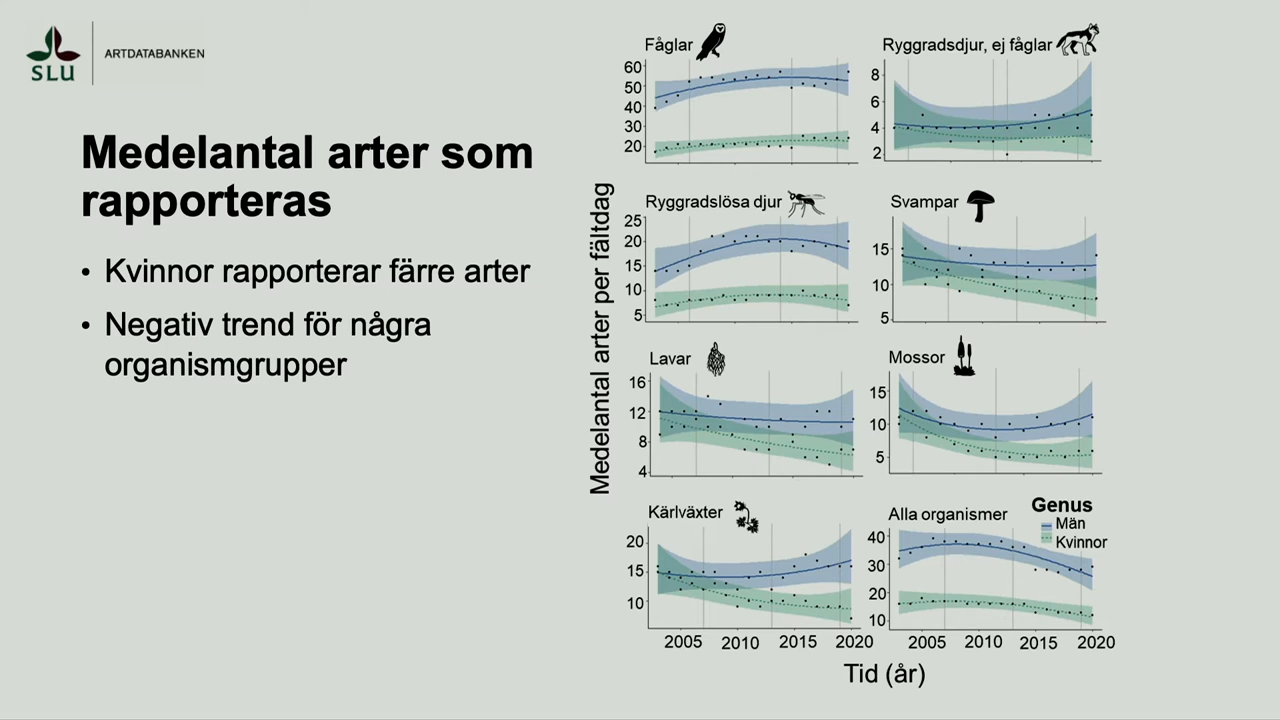 SLU
ARTDATABANKEN
Medelantal arter som
rapporteras
• Kvinnor rapporterar färre arter
• Negativ trend för några
organismgrupper
Medelantal arter per fältdag
Fåglar
60
50
40
30
20
Ryggradsdjur, ej fåglar
8
6
4
2
Ryggradslösa djur
25
20
15
10
5
Svampar
15
10
5
Lavar
16
12
8
4
Mossor
15
10
5
Kärlväxter
20
15
10
2005 2010 2015 2020
Alla organismer
40
30
20
10
2005 2010 2015 2020
Genus
Män
Kvinnor
Tid (år)